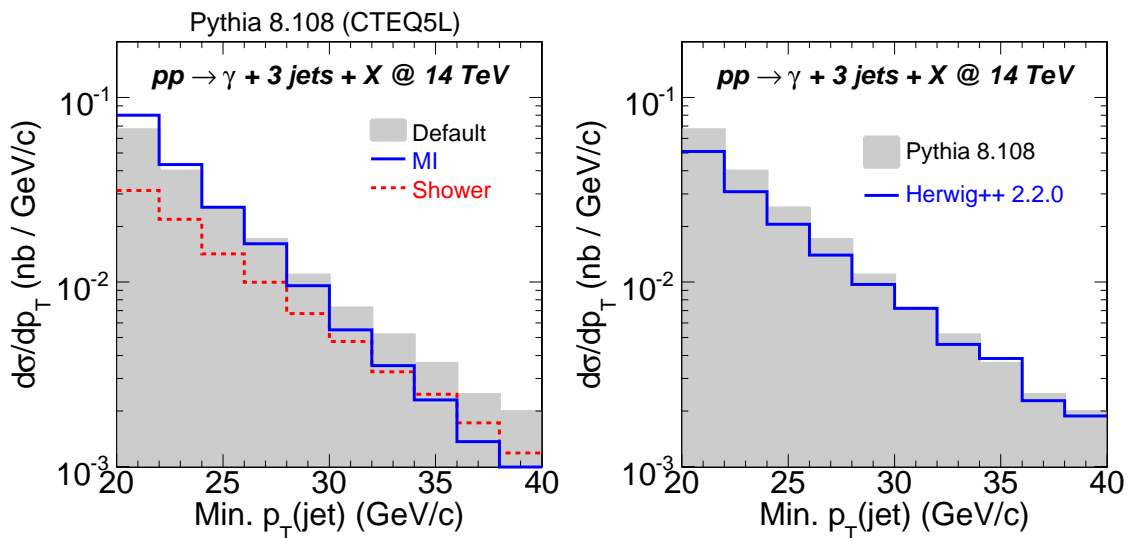 Pythia 8.108 (CTEQ5L)
pp → γ + 3 jets + X @ 14 TeV
Default
MI
Shower
dσ/dp_T (nb / GeV/c)
10^-1
10^-2
10^-3
20 25 30 35 40
Min. p_T(jet) (GeV/c)
pp → γ + 3 jets + X @ 14 TeV
Pythia 8.108
Herwig++ 2.2.0
dσ/dp_T (nb / GeV/c)
10^-1
10^-2
10^-3
20 25 30 35 40
Min. p_T(jet) (GeV/c)